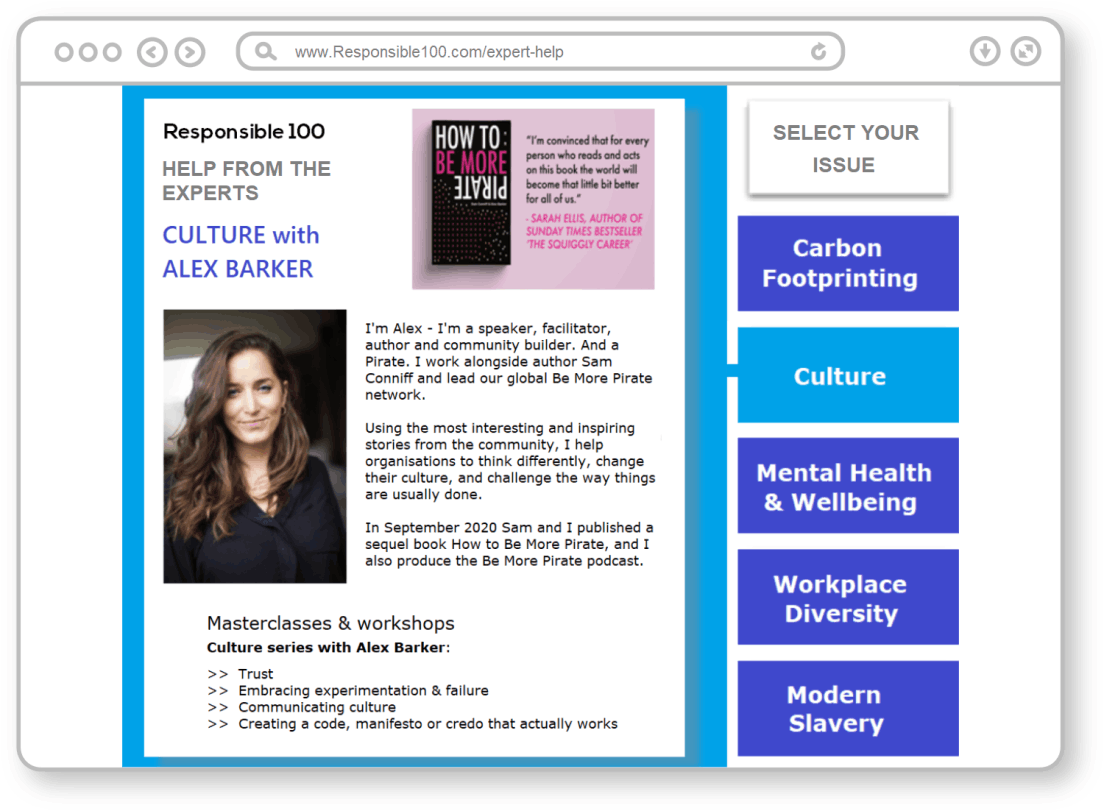 www.Responsible100.com/expert-help
Responsible 100
HELP FROM THE
EXPERTS
CULTURE with
ALEX BARKER
HOW TO:
BE MORE
PIRATE
"I'm convinced that for every
person who reads and acts
on this book the world will
become that little bit better
for all of us."
- SARAH ELLIS, AUTHOR OF
SUNDAY TIMES BESTSELLER
'THE SQUIGGLY CAREER'
I'm Alex - I'm a speaker, facilitator,
author and community builder. And a
Pirate. I work alongside author Sam
Conniff and lead our global Be More Pirate
network.
Using the most interesting and inspiring
stories from the community, I help
organisations to think differently, change
their culture, and challenge the way things
are usually done.
In September 2020 Sam and I published a
sequel book How to Be More Pirate, and I
also produce the Be More Pirate podcast.
Masterclasses & workshops
Culture series with Alex Barker:
>> Trust
>> Embracing experimentation & failure
>> Communicating culture
>> Creating a code, manifesto or credo that actually works
SELECT YOUR
ISSUE
Carbon
Footprinting
Culture
Mental Health
& Wellbeing
Workplace
Diversity
Modern
Slavery